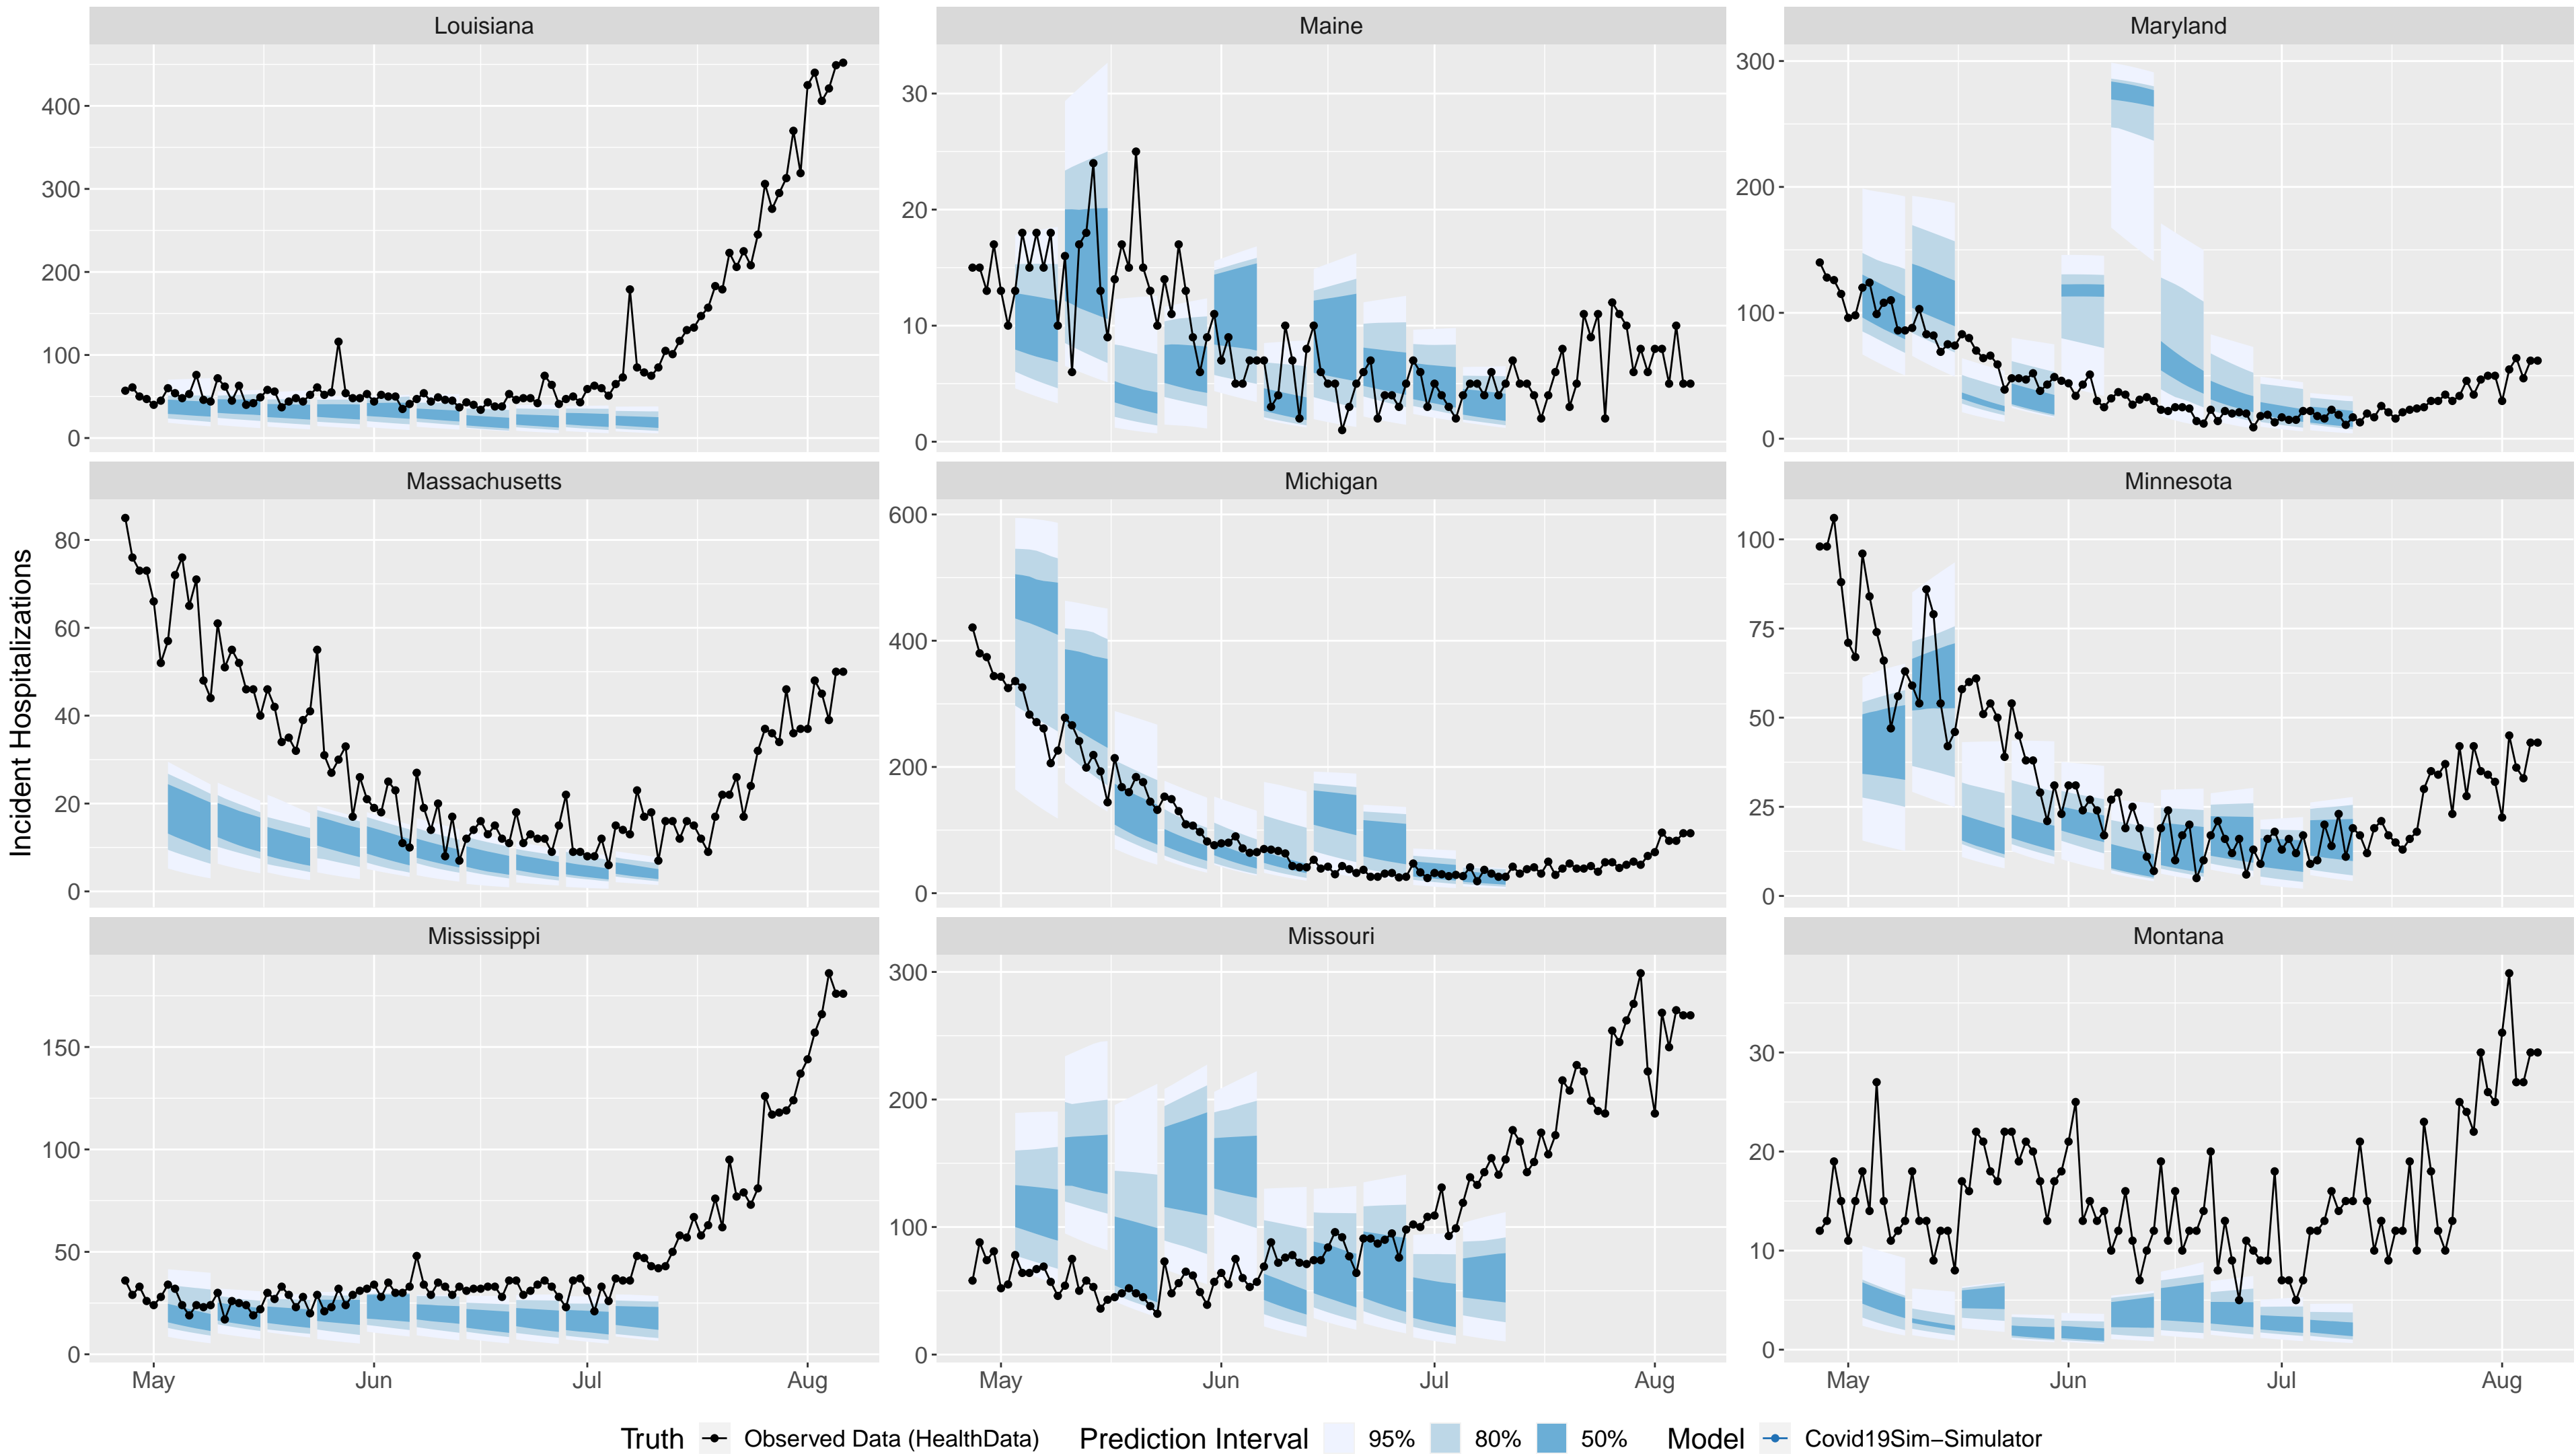 Louisiana
Maine
Maryland
400
300
200
100
0
30
20
10
0
300
200
100
0
Massachusetts
Michigan
Minnesota
Incident Hospitalizations
80
60
40
20
0
600
400
200
0
100
75
50
25
0
Mississippi
Missouri
Montana
150
100
50
0
300
200
100
0
30
20
10
0
May Jun Jul Aug
May Jun Jul Aug
May Jun Jul Aug
Truth Observed Data (HealthData) Prediction Interval 95% 80% 50% Model Covid19Sim−Simulator